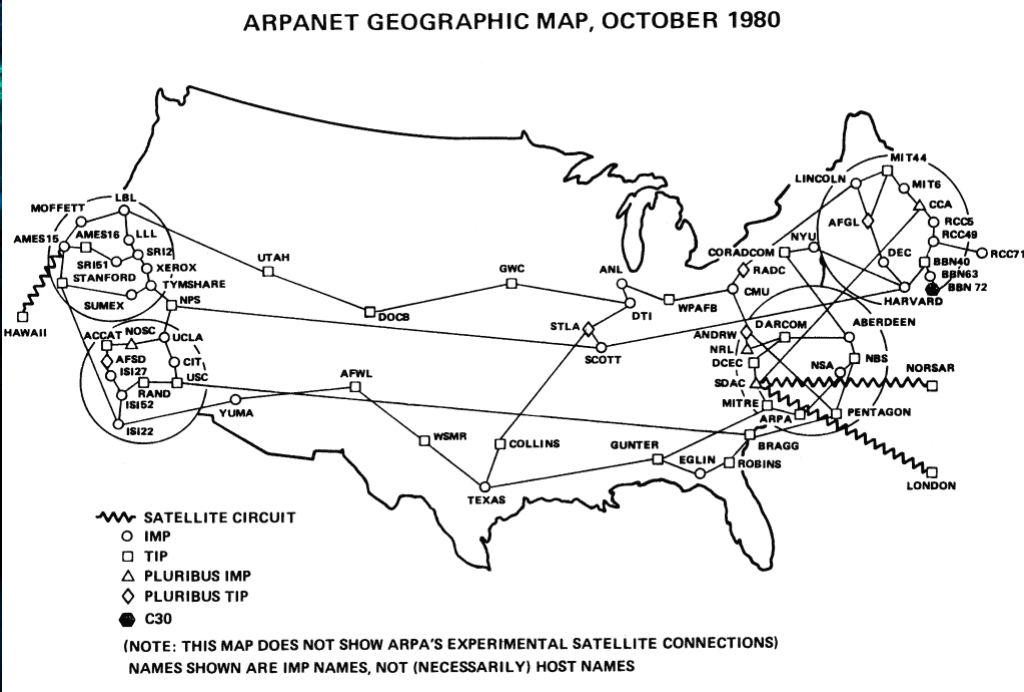 ARPANET GEOGRAPHIC MAP, OCTOBER 1980
MIT44
LINCOLN
MIT6
CCA
AFGL
RCC5
RCC49
RCC71
NYU
DEC
BBN40
BBN63
BBN 72
HARVARD
CORADCOM
RADC
CMU
ABERDEEN
MOFFETT
LBL
AMES15
AMES16
LLL
SRI2
SRI51
XEROX
STANFORD
TYMSHARE
SUMEX
NPS
HAWAII
UTAH
DOCB
GWC
ANL
DTI
WPAFB
STLA
SCOTT
ACCAT
NOSC
UCLA
AFSD
CIT
ISI27
RAND
USC
ISI52
ISI22
YUMA
AFWL
WSMR
COLLINS
TEXAS
GUNTER
EGLIN
ROBINS
BRAGG
ANDRW
DARCOM
NRL
DCEC
NSA
NBS
SDAC
NORSAR
MITRE
ARPA
PENTAGON
LONDON
SATELLITE CIRCUIT
IMP
TIP
PLURIBUS IMP
PLURIBUS TIP
C30
(NOTE: THIS MAP DOES NOT SHOW ARPA'S EXPERIMENTAL SATELLITE CONNECTIONS)
NAMES SHOWN ARE IMP NAMES, NOT (NECESSARILY) HOST NAMES